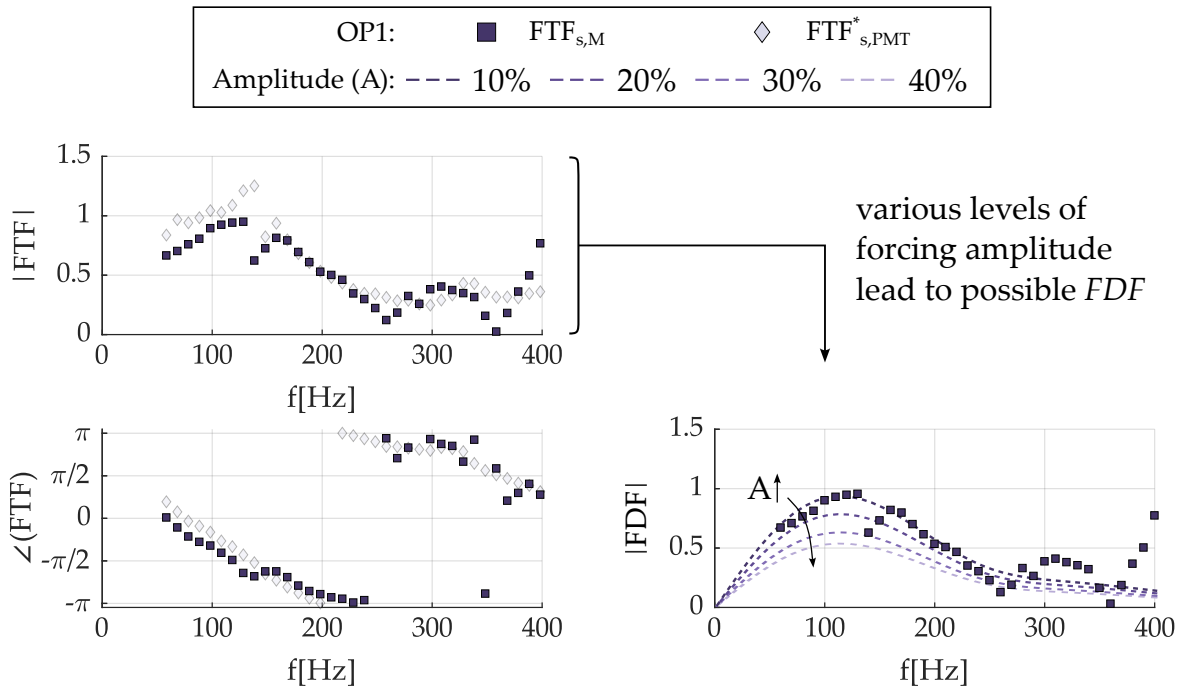 OP1: FTFs,M FTF*s,PMT
Amplitude (A): 10% 20% 30% 40%
1.5
1
0.5
0
|FTF|
0 100 200 300 400
f[Hz]
various levels of
forcing amplitude
lead to possible FDF
π
π/2
0
-π/2
-π
∠(FTF)
0 100 200 300 400
f[Hz]
1.5
1
0.5
0
|FDF|
A
0 100 200 300 400
f[Hz]